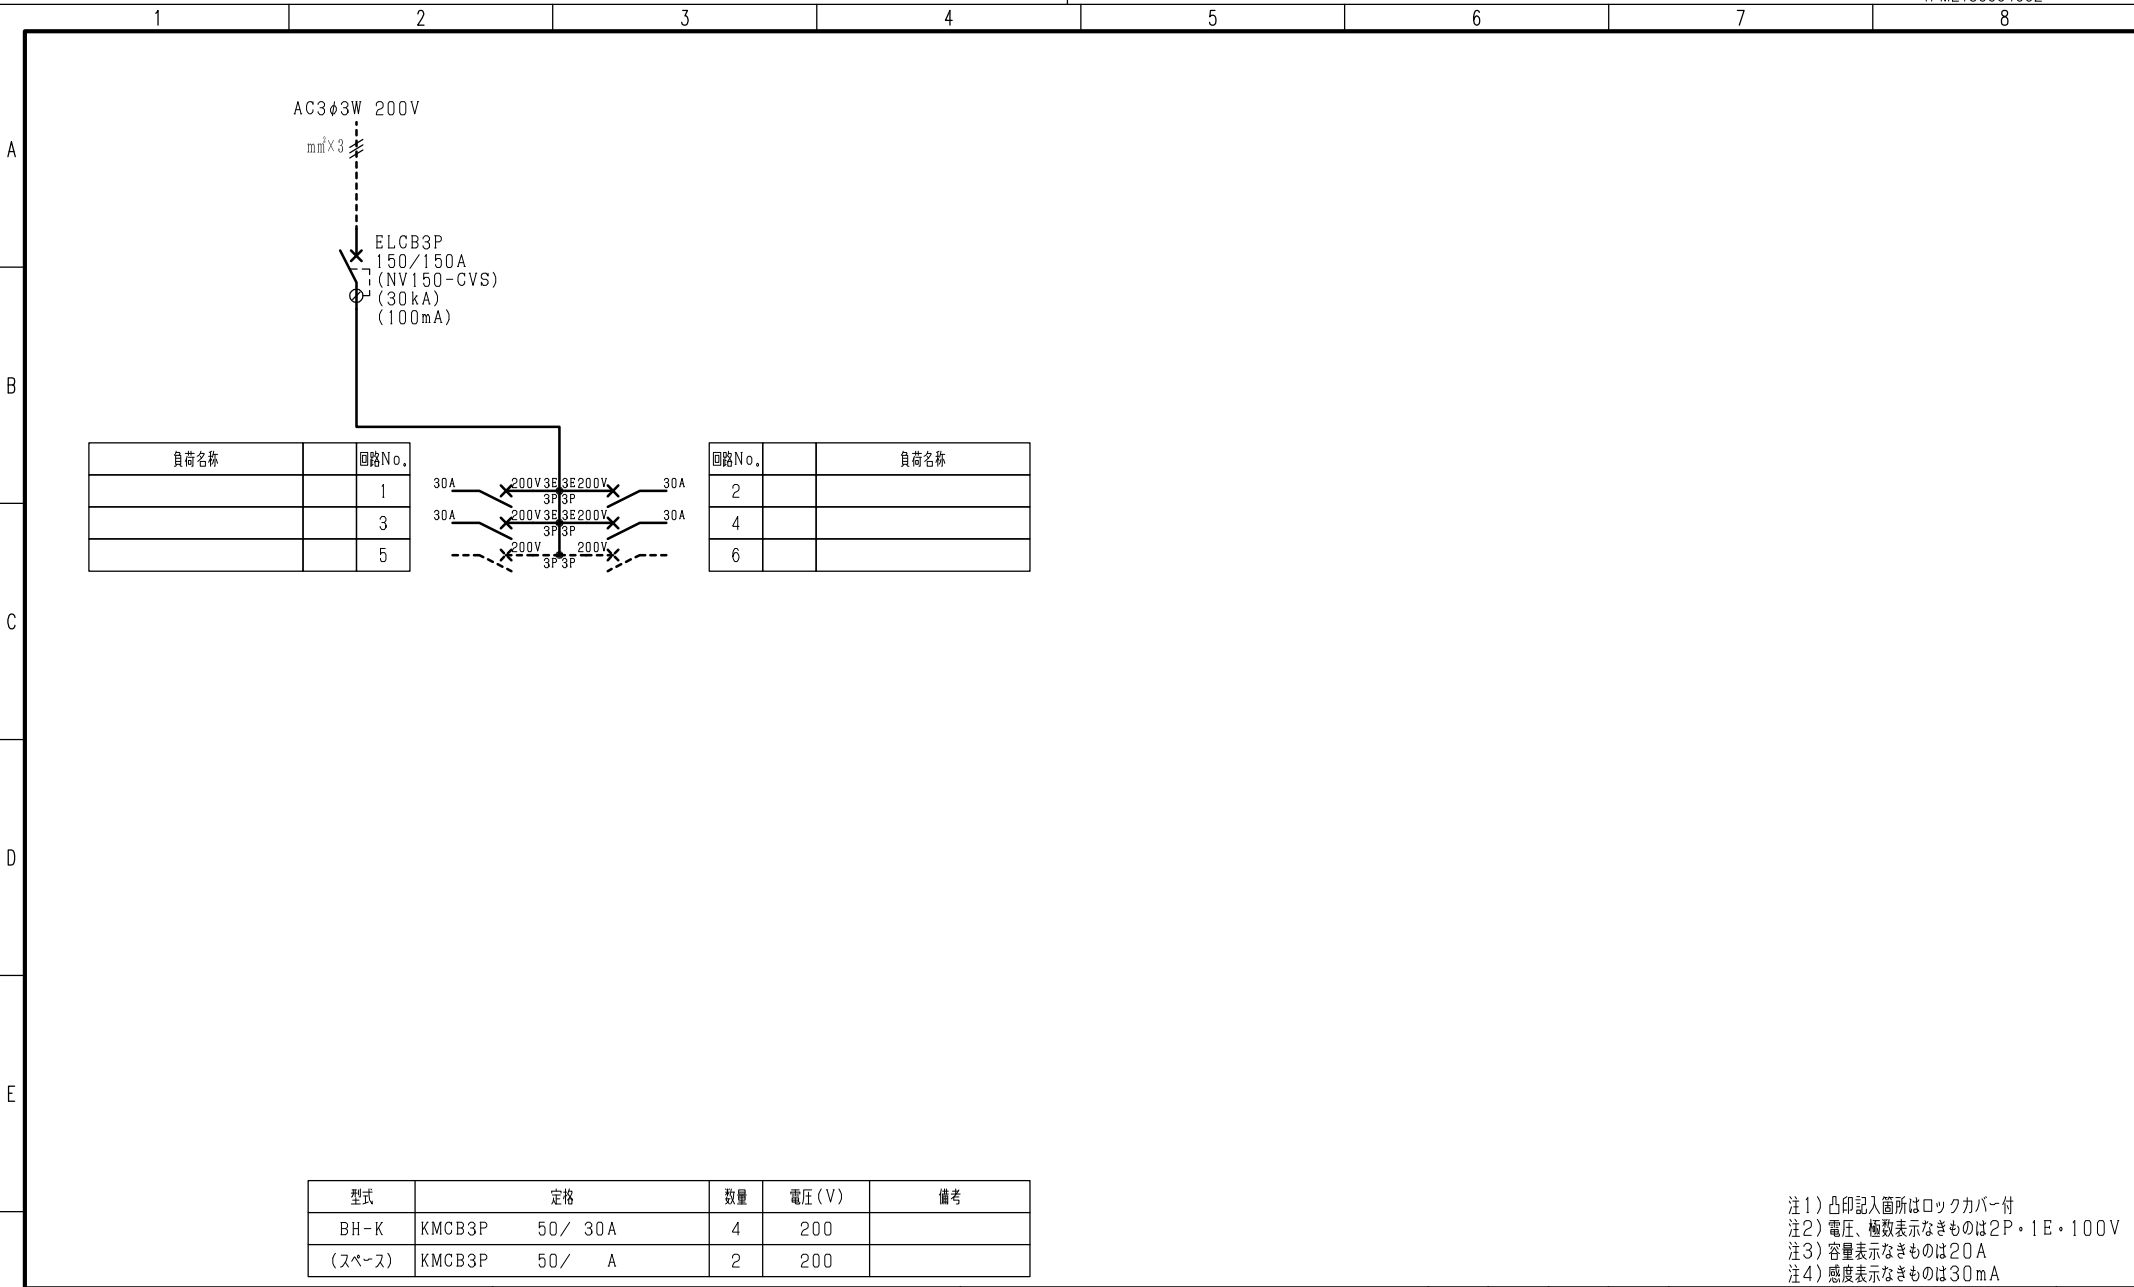 1 2 3 4 5 6 7 8
A
B
C
D
E
AC3φ3W 200V
mm²×3
ELCB3P
150/150A
(NV150-CVS)
(30kA)
(100mA)
負荷名称 回路No.
1
3
5
30A 200V 3E 3E 200V 30A
3P 3P
30A 200V 3E 3E 200V 30A
3P 3P
200V 200V
3P 3P
回路No. 負荷名称
2
4
6
型式 定格 数量 電圧(V) 備考
BH-K KMCB3P 50/ 30A 4 200
(スペース) KMCB3P 50/ A 2 200
注1)凸印記入箇所はロックカバー付
注2)電圧、極数表示なきものは2P・1E・100V
注3)容量表示なきものは20A
注4)感度表示なきものは30mA